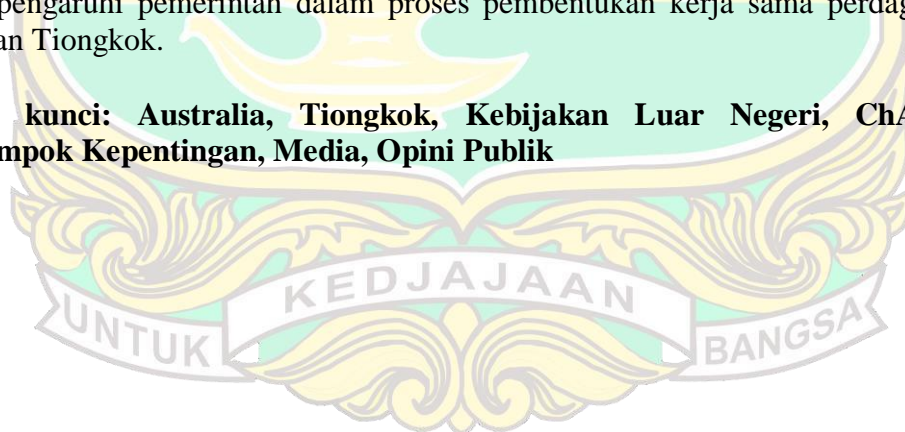 pengaruhi pemerintah dalam proses pembentukan kerja sama perdag
an Tiongkok.
kunci: Australia, Tiongkok, Kebijakan Luar Negeri, ChA
mpok Kepentingan, Media, Opini Publik
UNTUK KEDJAJAAN BANGSA